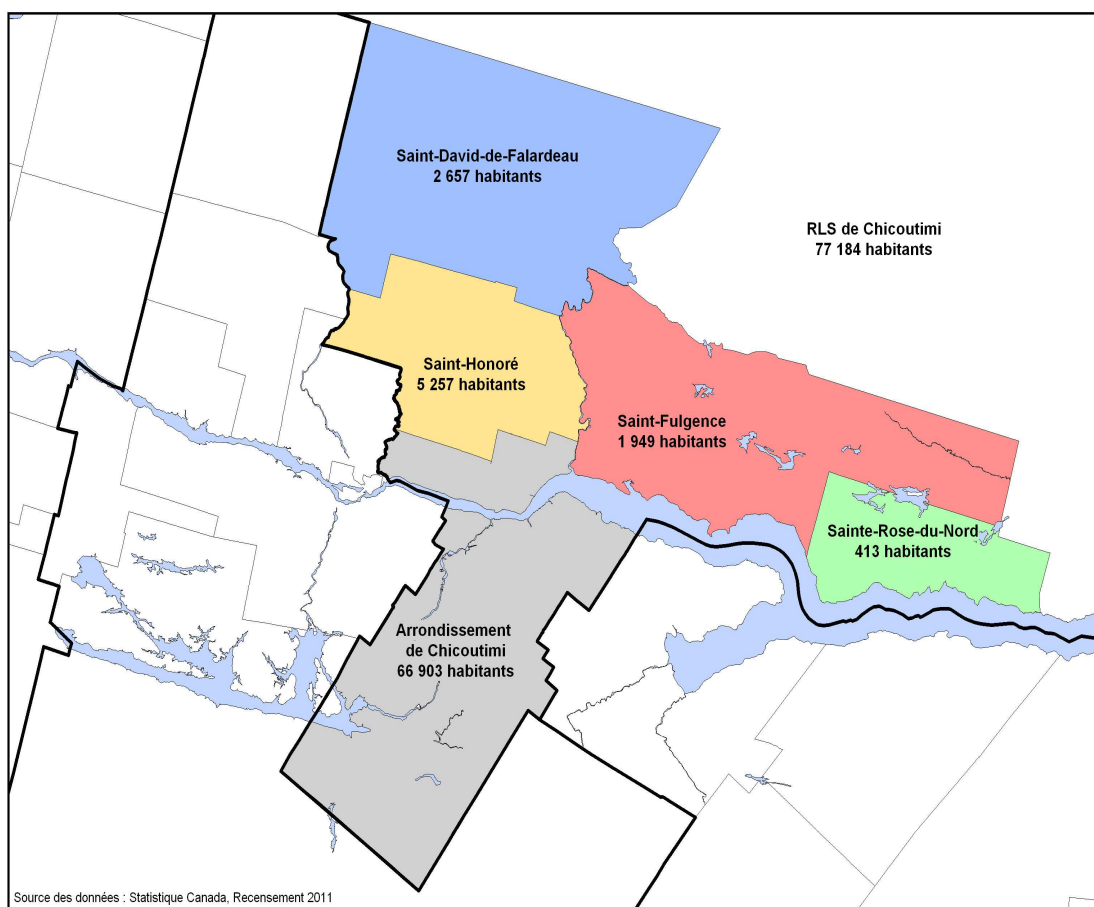 Saint-David-de-Falardeau
2 657 habitants
RLS de Chicoutimi
77 184 habitants
Saint-Honoré
5 257 habitants
Saint-Fulgence
1 949 habitants
Sainte-Rose-du-Nord
413 habitants
Arrondissement
de Chicoutimi
66 903 habitants
Source des données : Statistique Canada, Recensement 2011